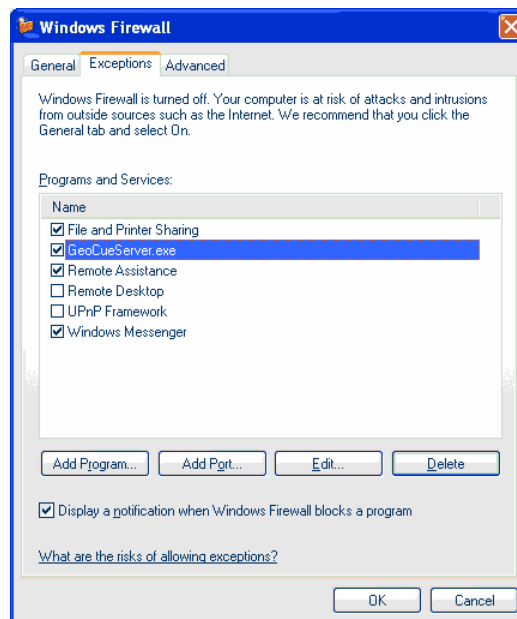 Windows Firewall
General Exceptions Advanced
Windows Firewall is turned off. Your computer is at risk of attacks and intrusions
from outside sources such as the Internet. We recommend that you click the
General tab and select On.
Programs and Services:
Name
File and Printer Sharing
GeoCueServer.exe
Remote Assistance
Remote Desktop
UPnP Framework
Windows Messenger
Add Program... Add Port... Edit... Delete
Display a notification when Windows Firewall blocks a program
What are the risks of allowing exceptions?
OK Cancel